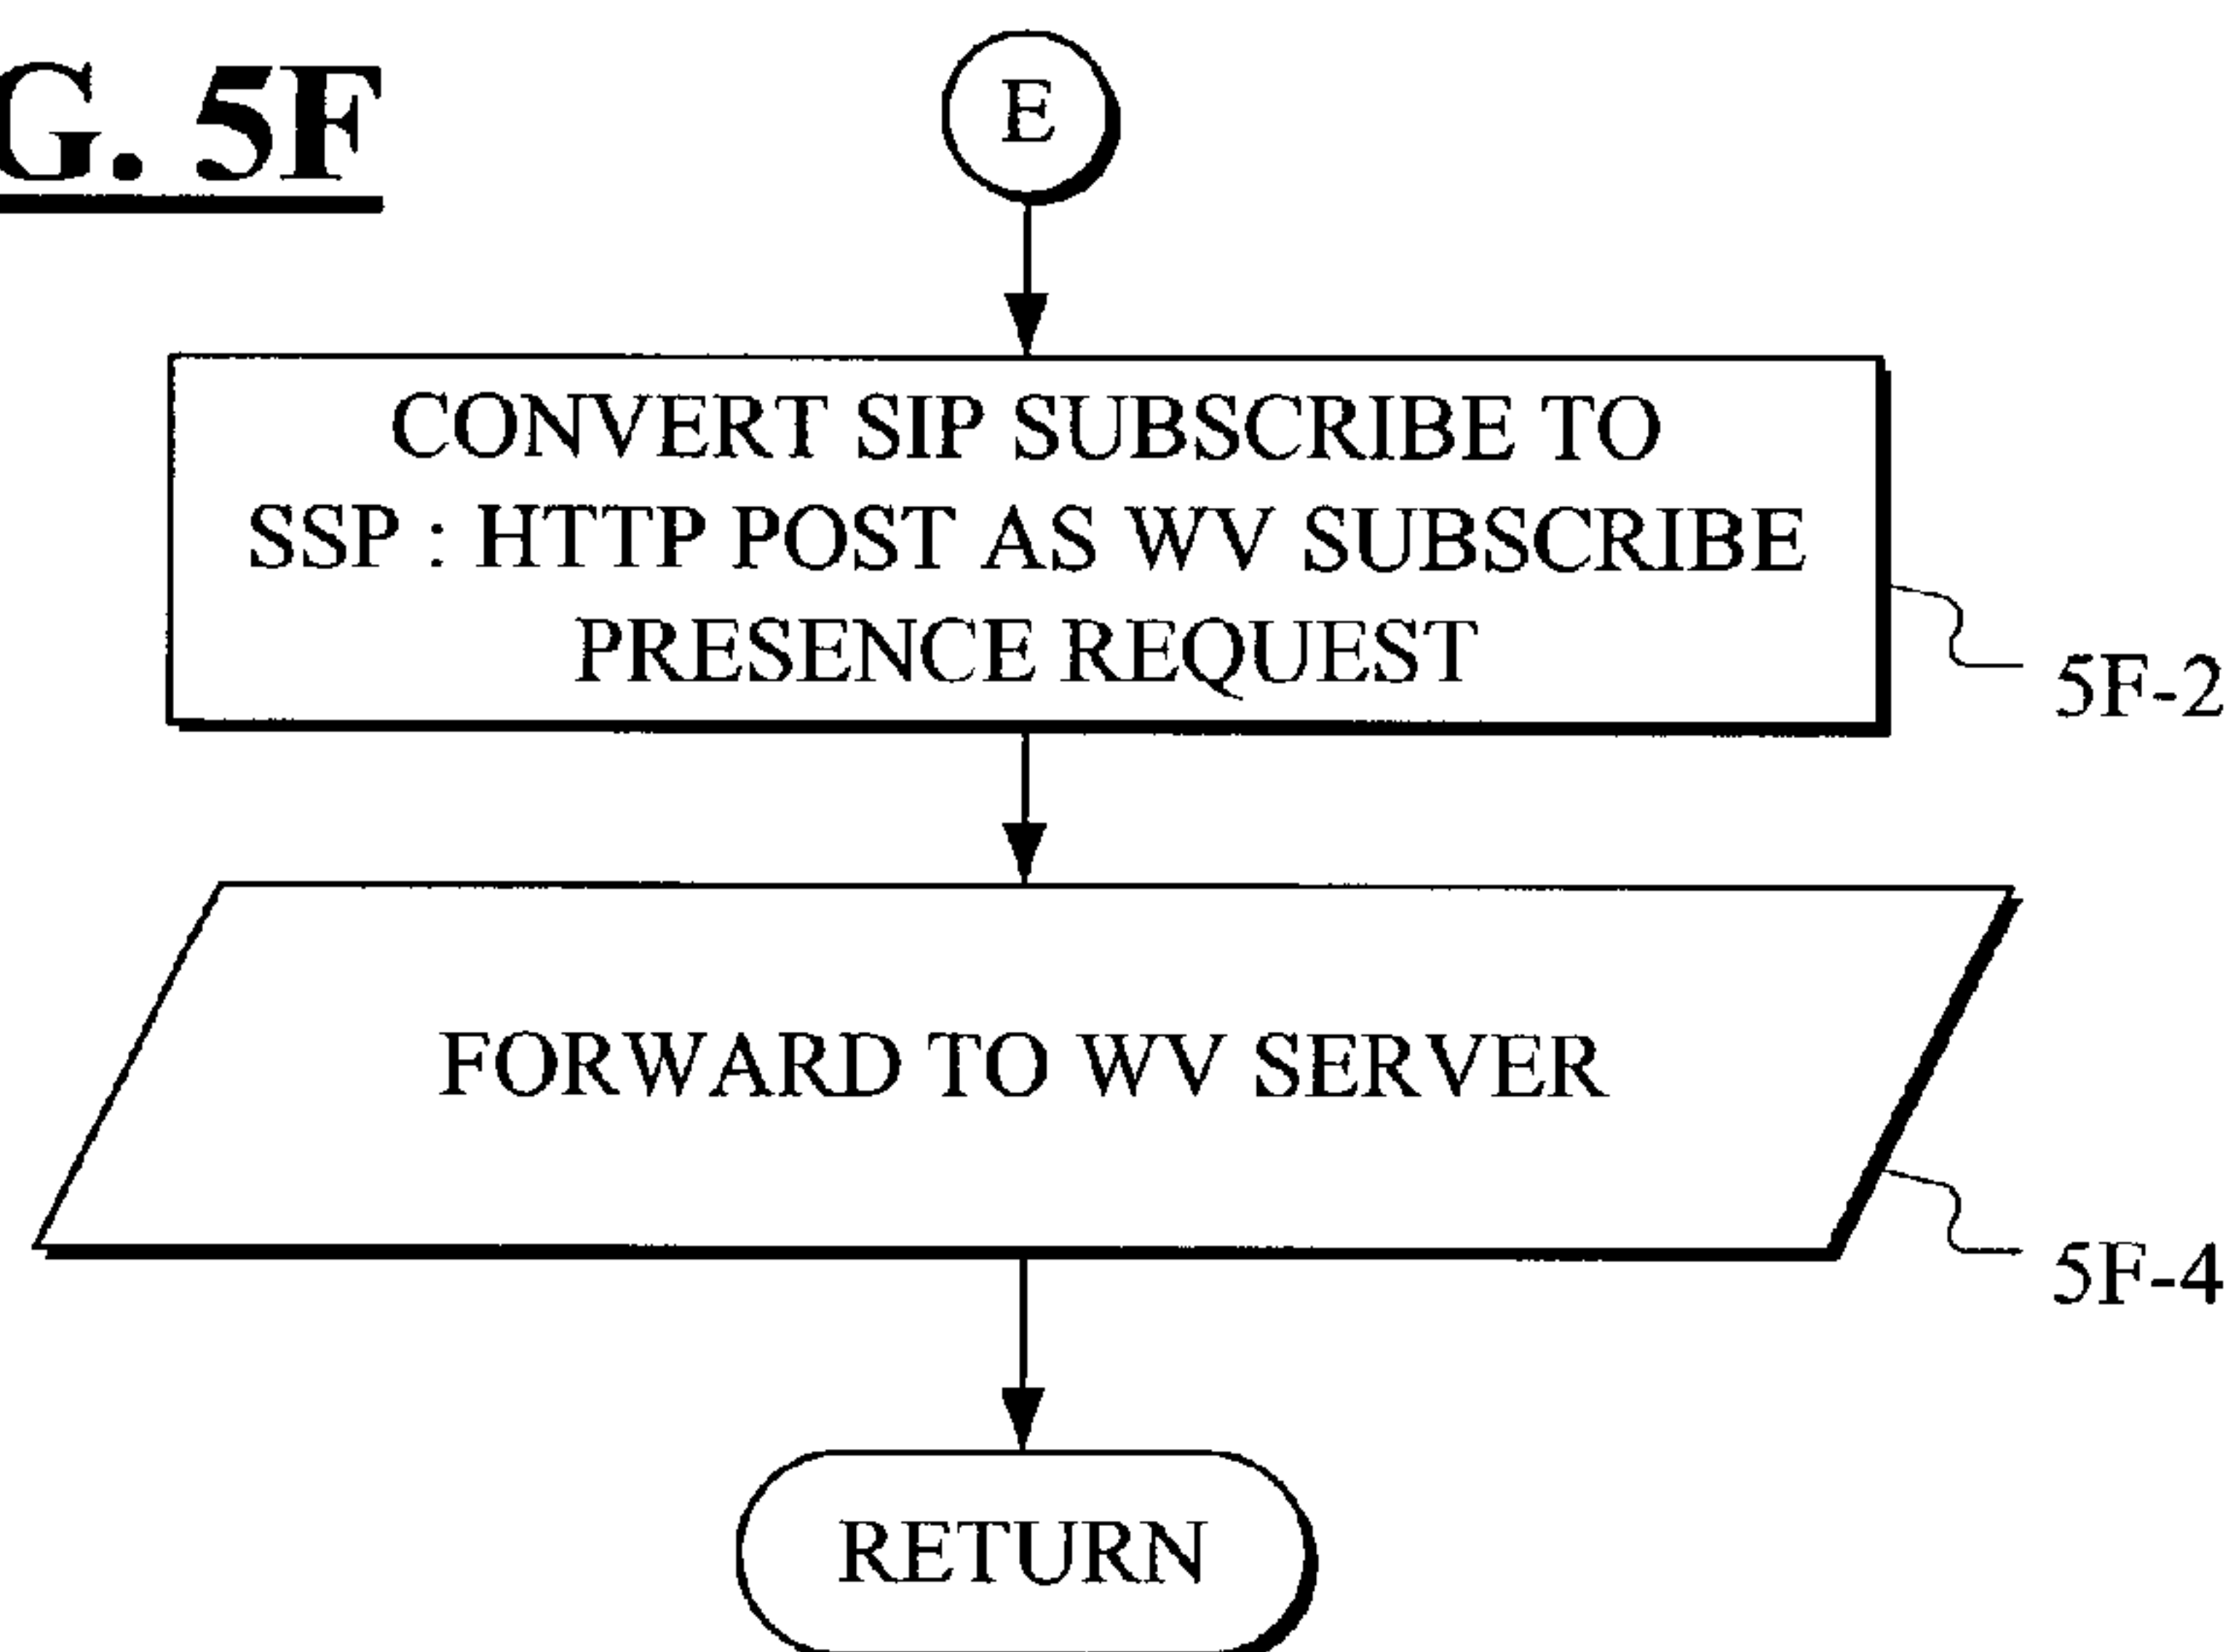 G. 5F
E
CONVERT SIP SUBSCRIBE TO
SSP : HTTP POST AS WV SUBSCRIBE
PRESENCE REQUEST
5F-2
FORWARD TO WV SERVER
5F-4
RETURN